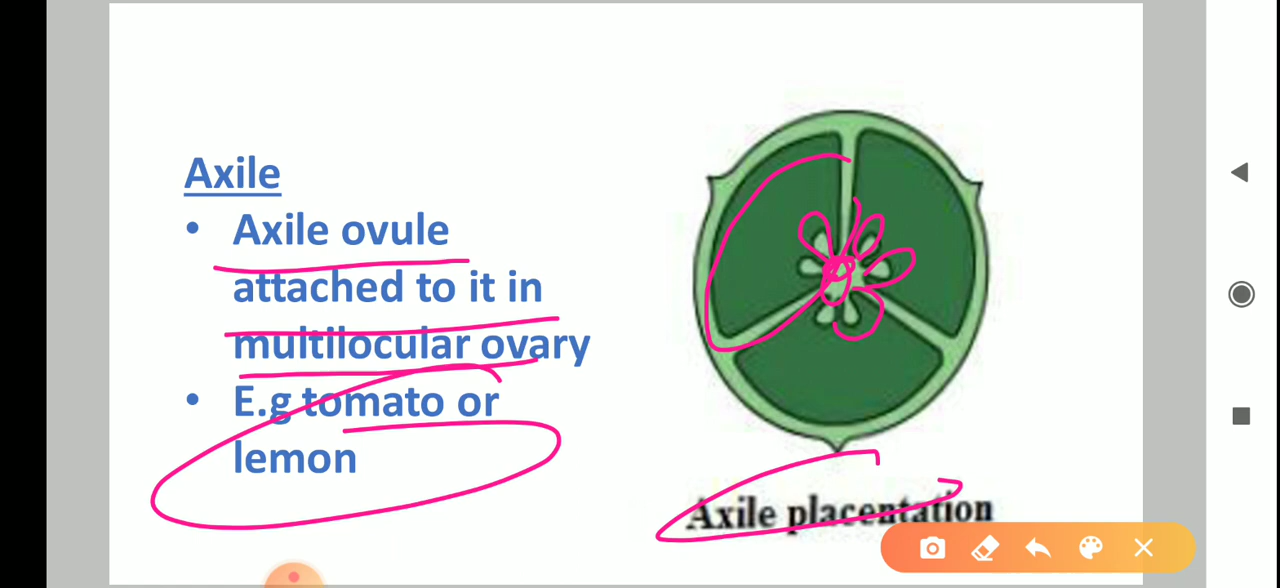 Axile
• Axile ovule
attached to it in
multilocular ovary
• E.g tomato or
lemon
Axile placentation